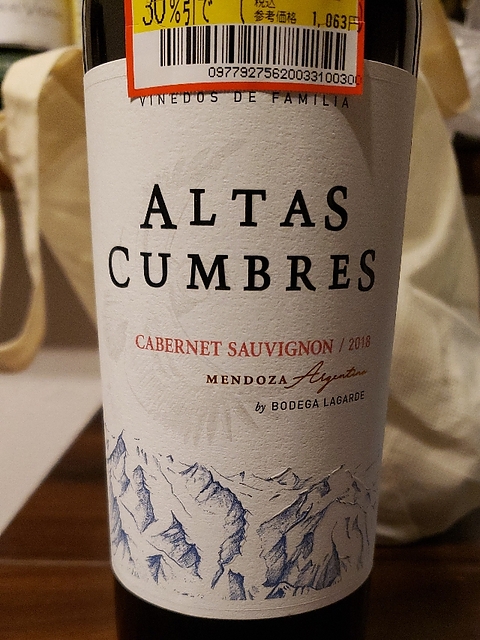 30%引で
税込
参考価格 1,063円
0977927562003310030
VIÑEDOS DE FAMILIA
ALTAS
CUMBRES
CABERNET SAUVIGNON / 2018
MENDOZA Argentina
by BODEGA LAGARDE